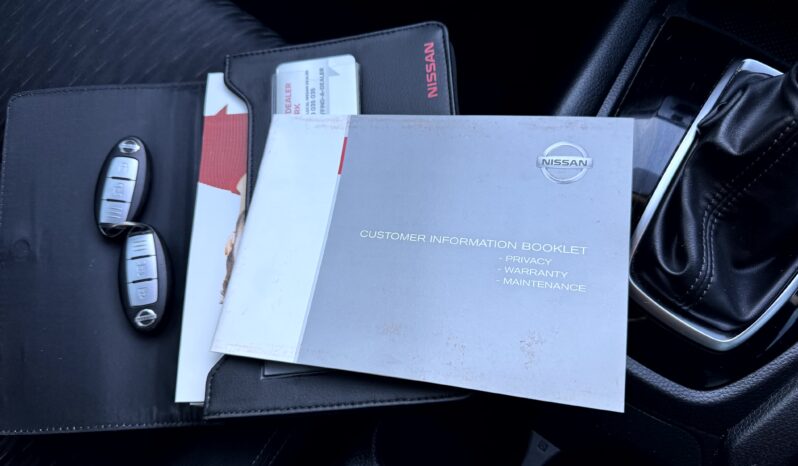 NISSAN
DEALER
NISSAN
CUSTOMER INFORMATION BOOKLET
- PRIVACY
- WARRANTY
- MAINTENANCE